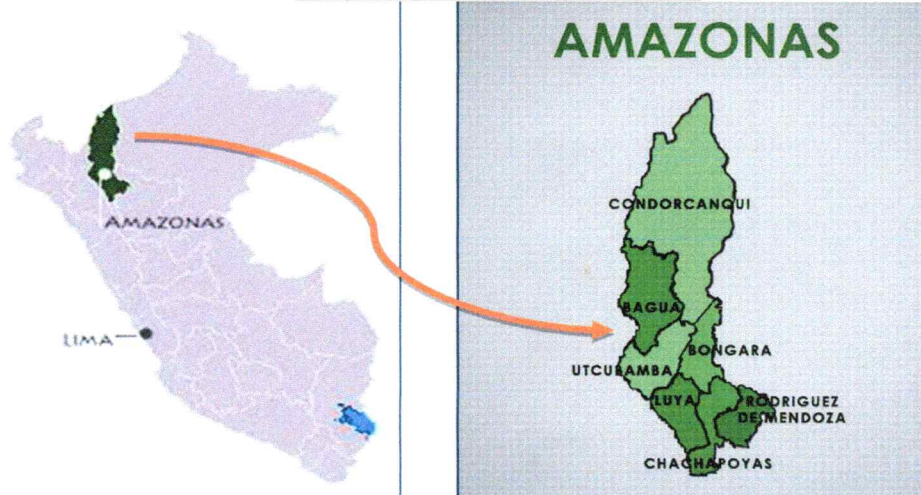 AMAZONAS
LIMA
AMAZONAS
CONDORCANQUI
BAGUA
BONGARA
UTCUBAMBA
LUYA
RODRIGUEZ
DE MENDOZA
CHACHAPOYAS